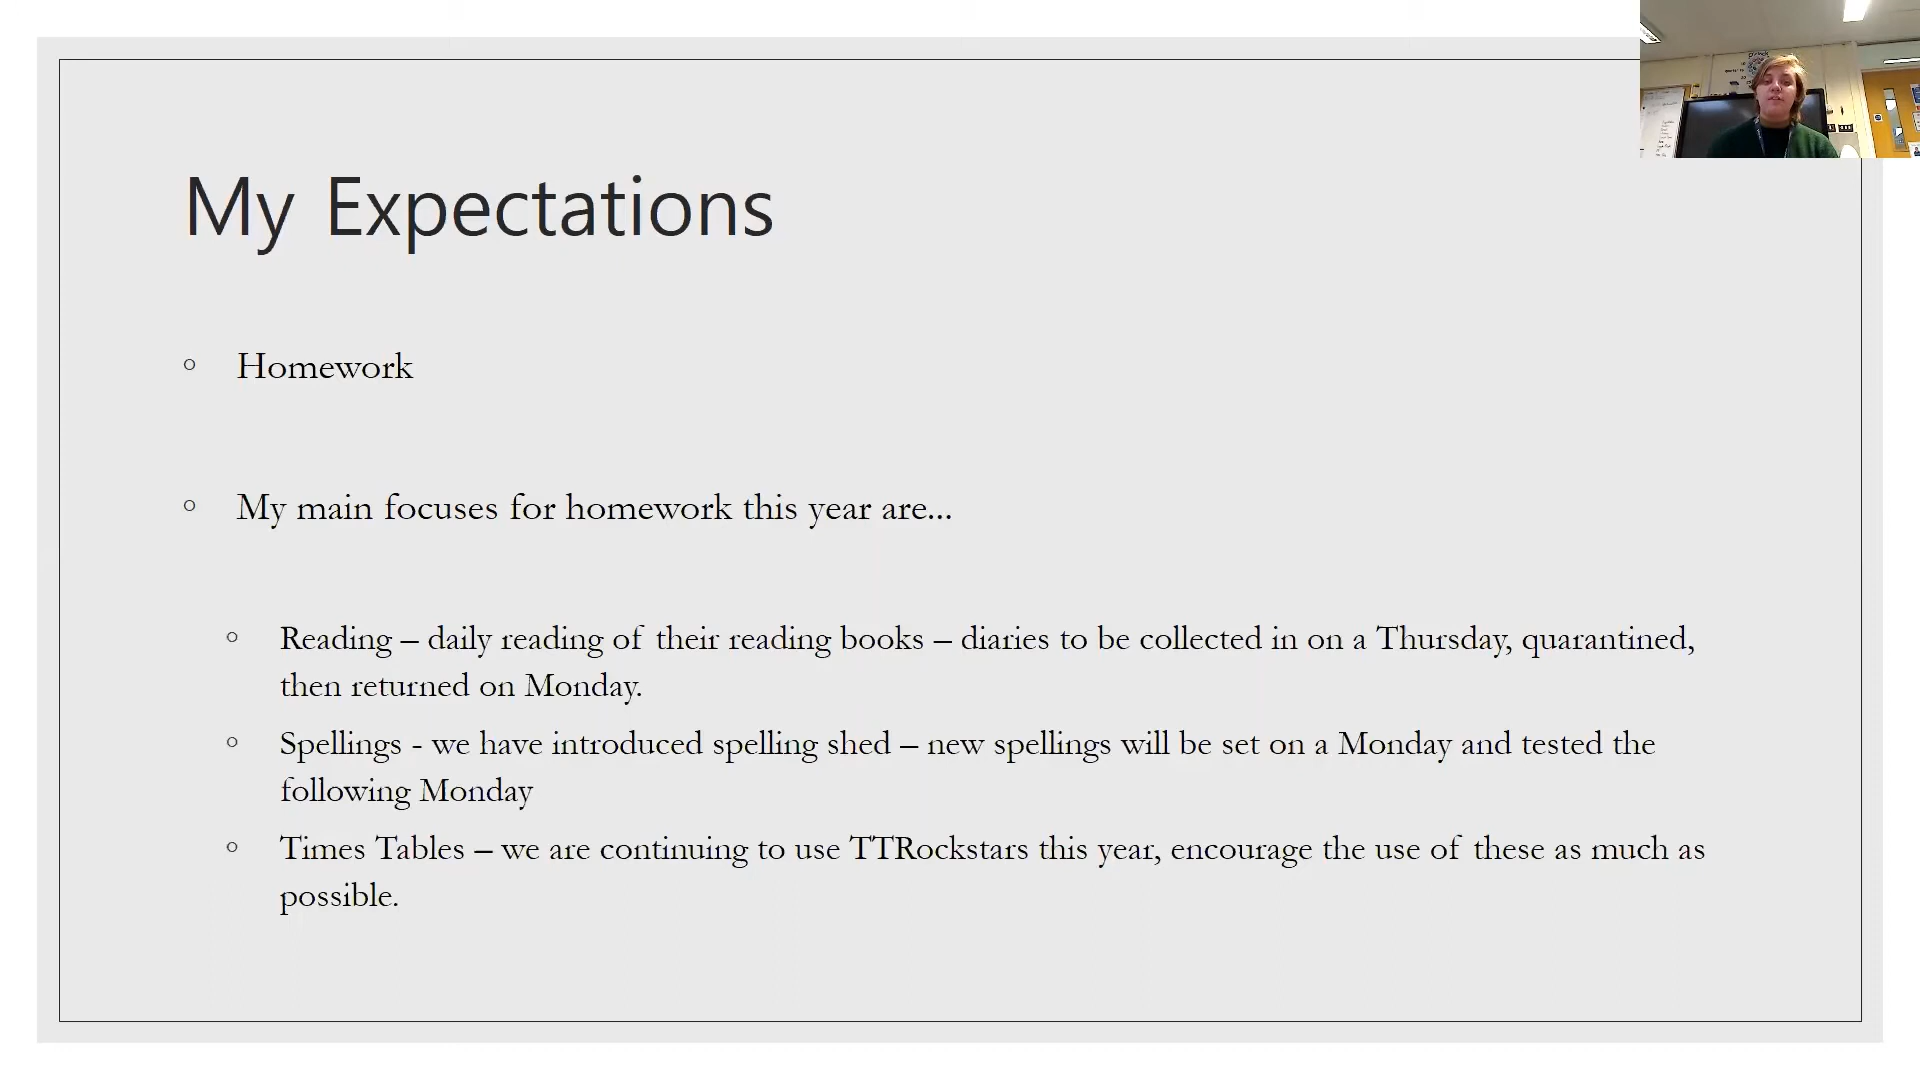 My Expectations
◦ Homework
◦ My main focuses for homework this year are...
◦ Reading – daily reading of their reading books – diaries to be collected in on a Thursday, quarantined,
then returned on Monday.
◦ Spellings - we have introduced spelling shed – new spellings will be set on a Monday and tested the
following Monday
◦ Times Tables – we are continuing to use TTRockstars this year, encourage the use of these as much as
possible.